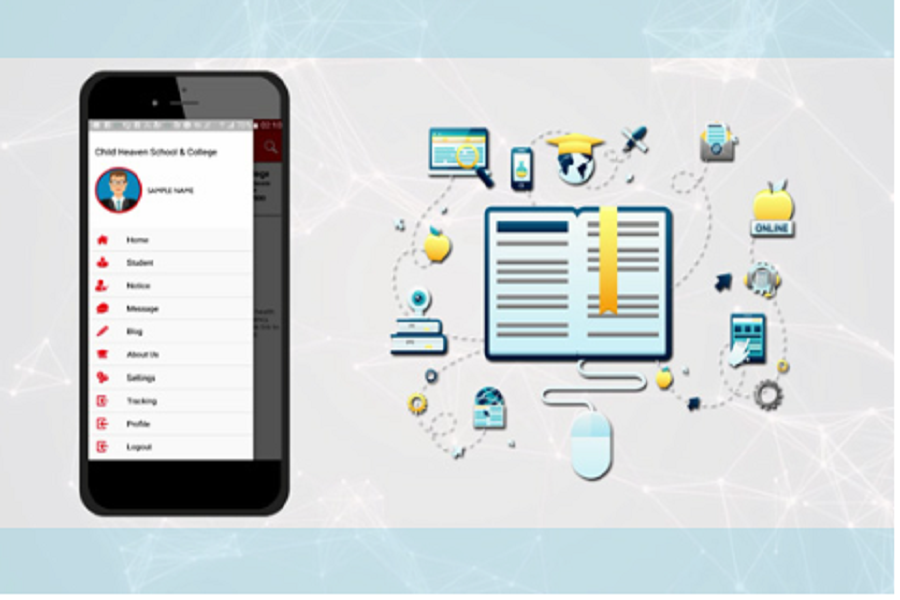 Child Heaven School & College
SAMPLE NAME
Home
Student
Notice
Message
Blog
About Us
Settings
Tracking
Profile
Logout
ONLINE